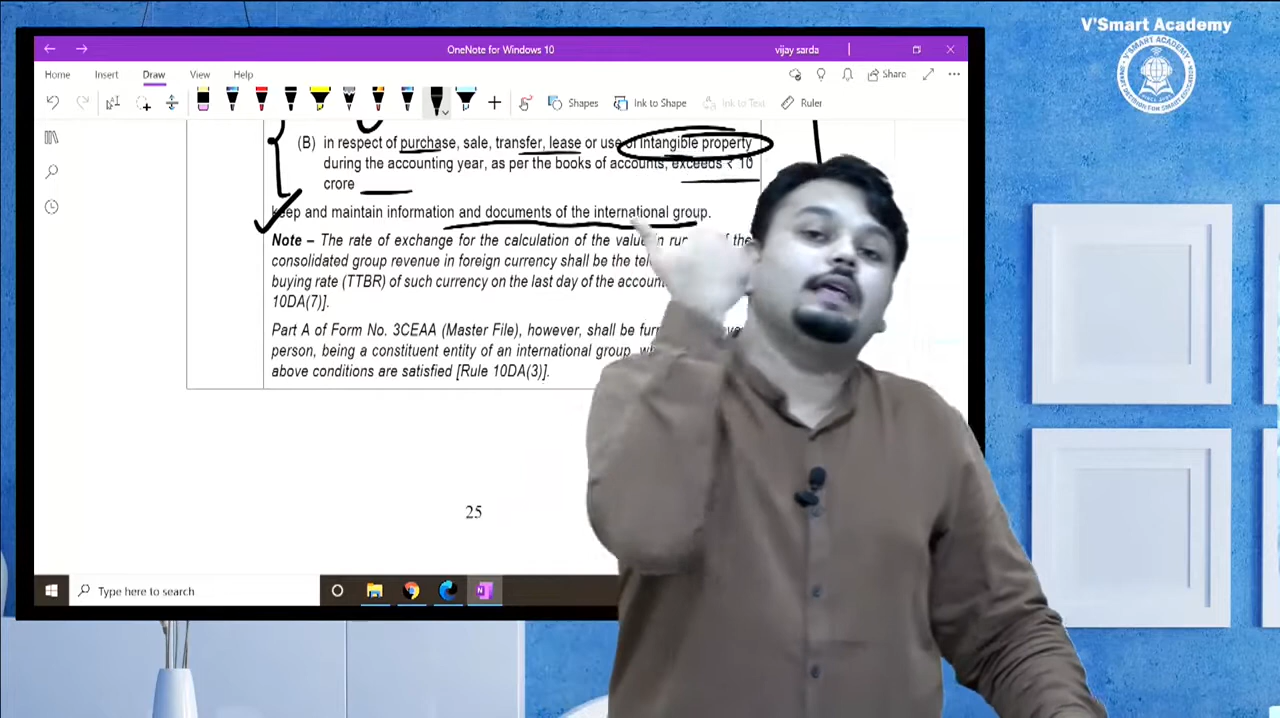 V'Smart Academy
OneNote for Windows 10
vijay sarda
Home Insert Draw View Help
Share
Shapes Ink to Shape Ink to Text Ruler
(B) in respect of purchase, sale, transfer, lease or use of intangible property
during the accounting year, as per the books of accounts, exceeds ₹ 10
crore
keep and maintain information and documents of the international group.
Note – The rate of exchange for the calculation of the value in of the
consolidated group revenue in foreign currency shall be the
buying rate (TTBR) of such currency on the last day of the
10DA(7)].
Part A of Form No. 3CEAA (Master File), however, shall be
person, being a constituent entity of an international group,
above conditions are satisfied [Rule 10DA(3)].
25
Type here to search